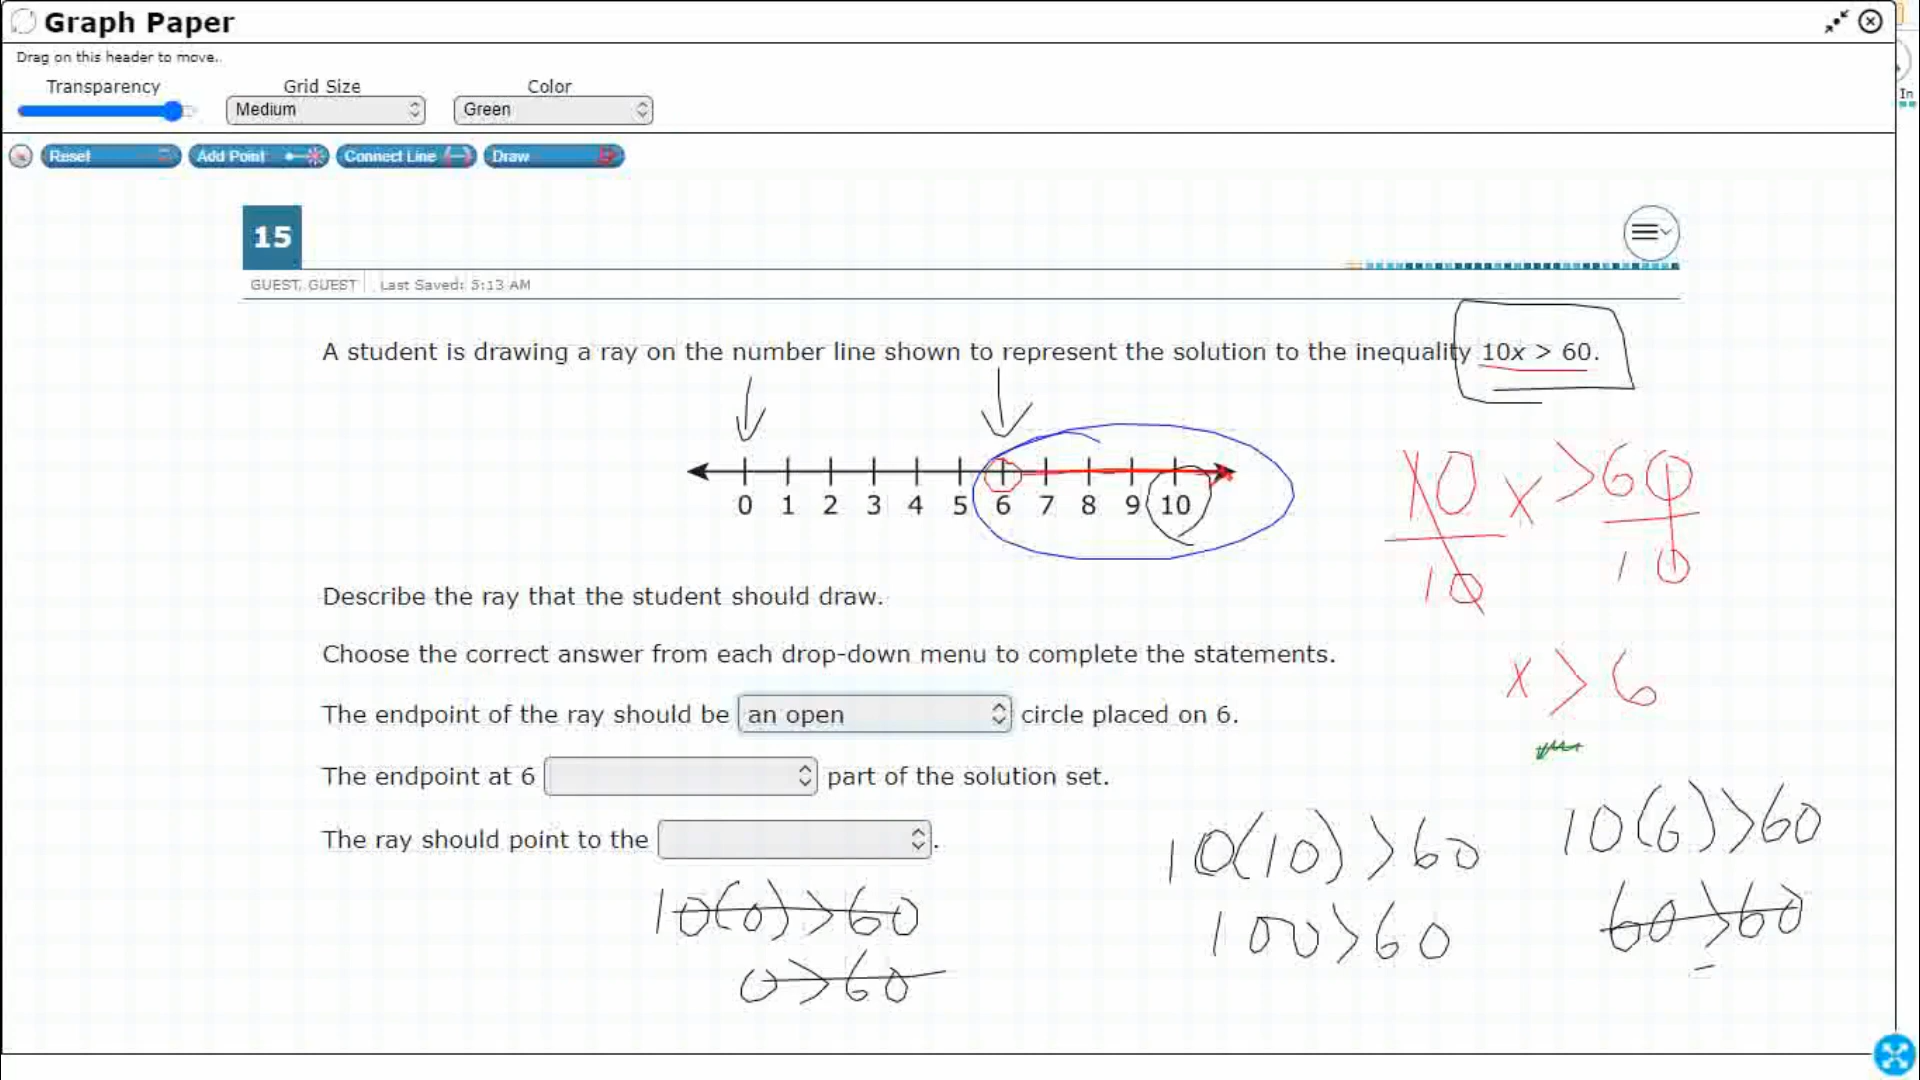 Graph Paper
Drag on this header to move..
Transparency Grid Size Color
Medium Green
In
Reset Add Point Connect Line Draw
15
GUEST, GUEST Last Saved: 5:13 AM
A student is drawing a ray on the number line shown to represent the solution to the inequality 10x > 60.
0 1 2 3 4 5 6 7 8 9 10
10x > 60
10 10
x > 6
Describe the ray that the student should draw.
Choose the correct answer from each drop-down menu to complete the statements.
The endpoint of the ray should be an open circle placed on 6.
The endpoint at 6 part of the solution set.
The ray should point to the .
10(0) > 60
0 > 60
10(10) > 60
100 > 60
10(6) > 60
60 > 60